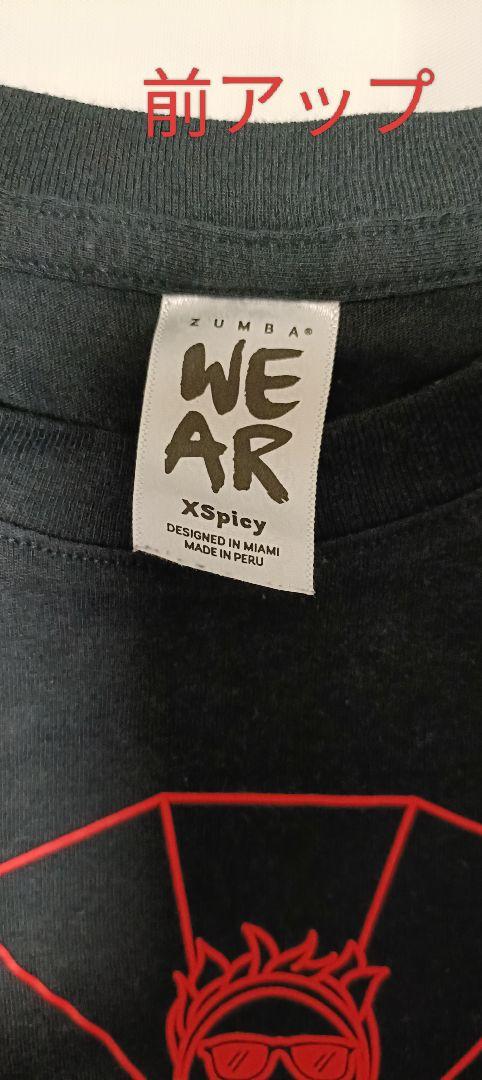 前アップ
ZUMBA®
WE
AR
XSpicy
DESIGNED IN MIAMI
MADE IN PERU